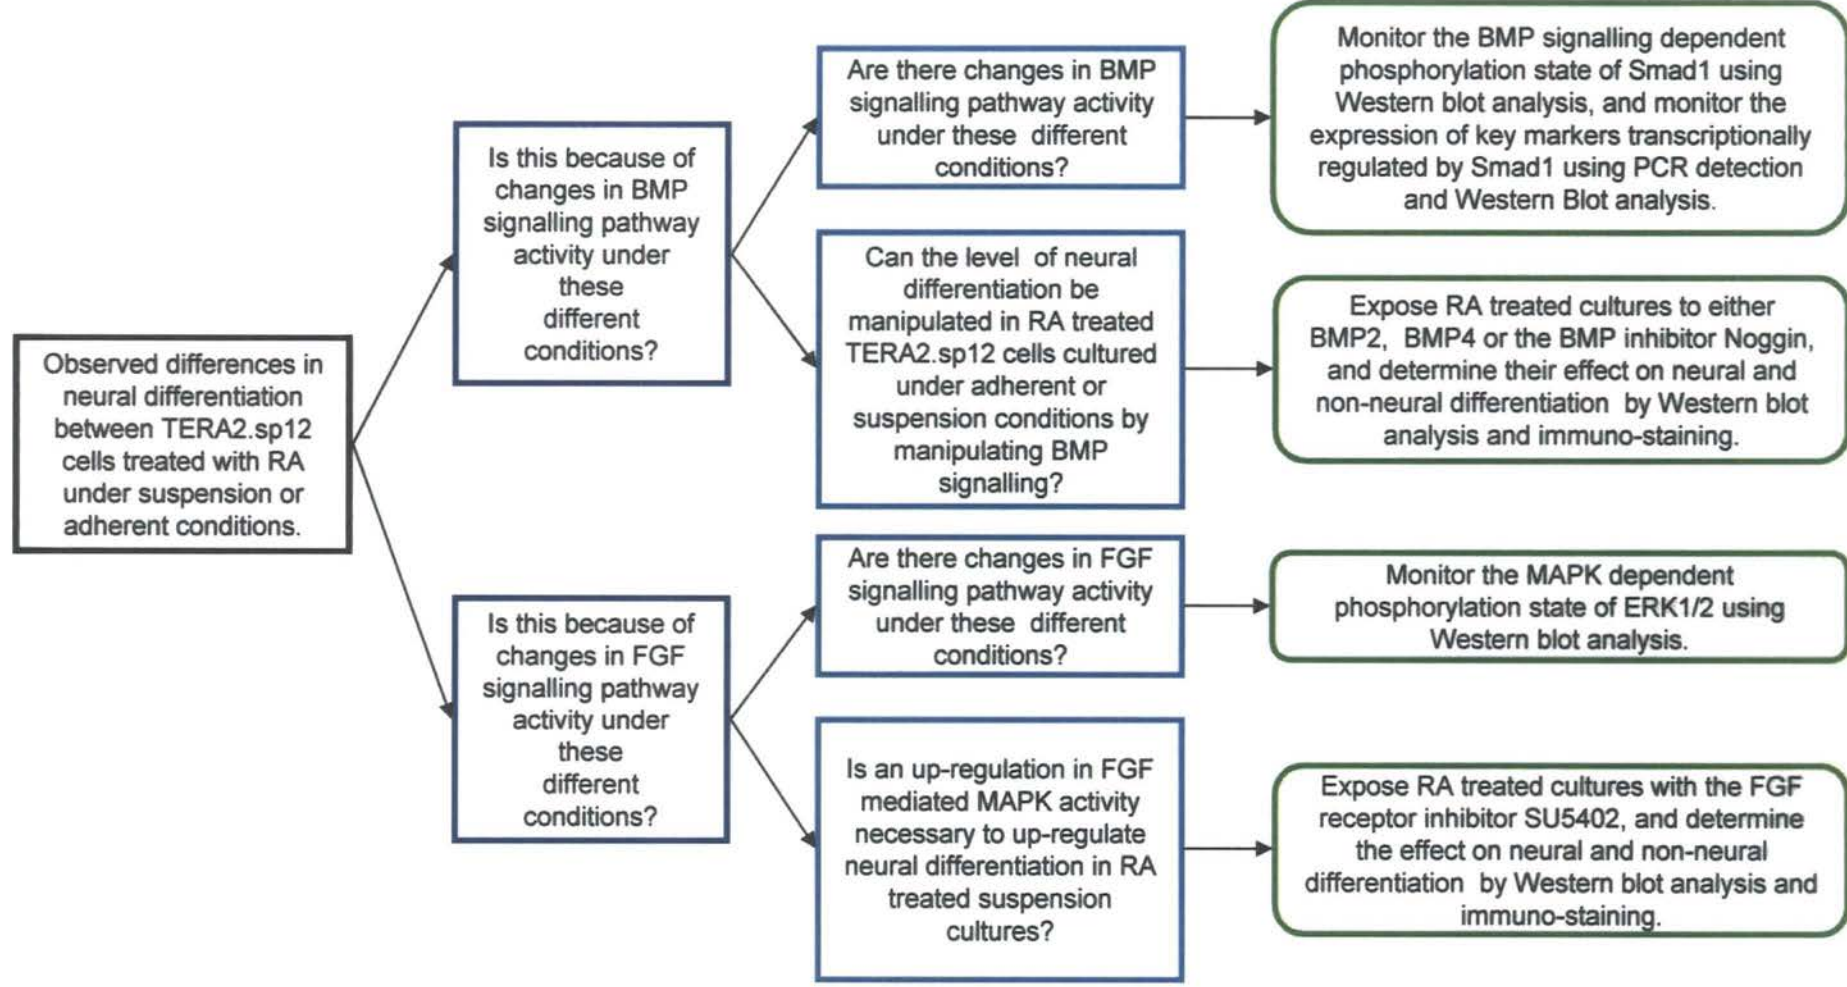 Observed differences in
neural differentiation
between TERA2.sp12
cells treated with RA
under suspension or
adherent conditions.
Is this because of
changes in BMP
signalling pathway
activity under
these
different
conditions?
Is this because of
changes in FGF
signalling pathway
activity under
these
different
conditions?
Are there changes in BMP
signalling pathway activity
under these different
conditions?
Can the level of neural
differentiation be
manipulated in RA treated
TERA2.sp12 cells cultured
under adherent or
suspension conditions by
manipulating BMP
signalling?
Are there changes in FGF
signalling pathway activity
under these different
conditions?
Is an up-regulation in FGF
mediated MAPK activity
necessary to up-regulate
neural differentiation in RA
treated suspension
cultures?
Monitor the BMP signalling dependent
phosphorylation state of Smad1 using
Western blot analysis, and monitor the
expression of key markers transcriptionally
regulated by Smad1 using PCR detection
and Western Blot analysis.
Expose RA treated cultures to either
BMP2, BMP4 or the BMP inhibitor Noggin,
and determine their effect on neural and
non-neural differentiation by Western blot
analysis and immuno-staining.
Monitor the MAPK dependent
phosphorylation state of ERK1/2 using
Western blot analysis.
Expose RA treated cultures with the FGF
receptor inhibitor SU5402, and determine
the effect on neural and non-neural
differentiation by Western blot analysis and
immuno-staining.